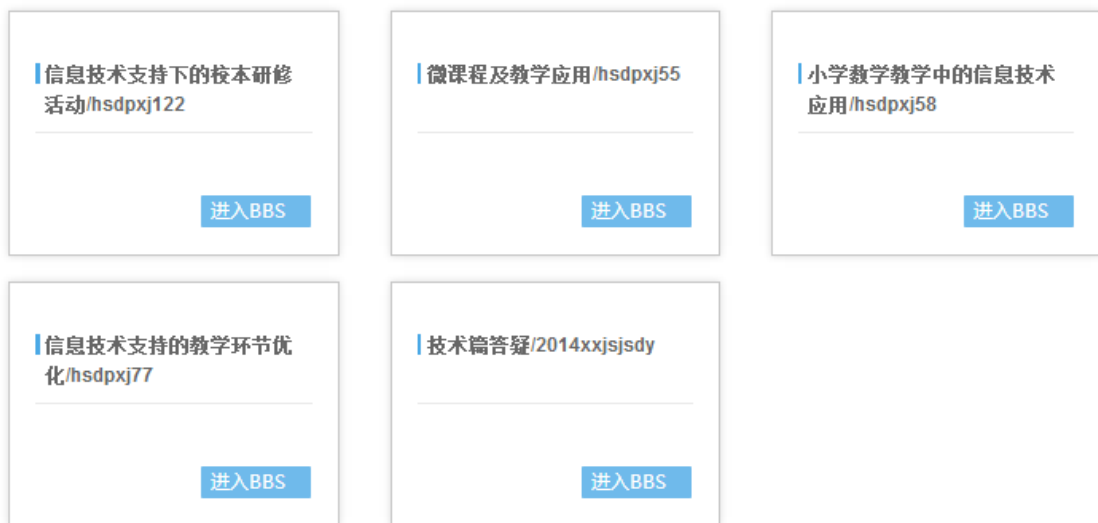 信息技术支持下的校本研修
活动/hsdpxj122
进入BBS
微课程及教学应用/hsdpxj55
进入BBS
小学数学教学中的信息技术
应用/hsdpxj58
进入BBS
信息技术支持的教学环节优
化/hsdpxj77
进入BBS
技术篇答疑/2014xxjsjsdy
进入BBS